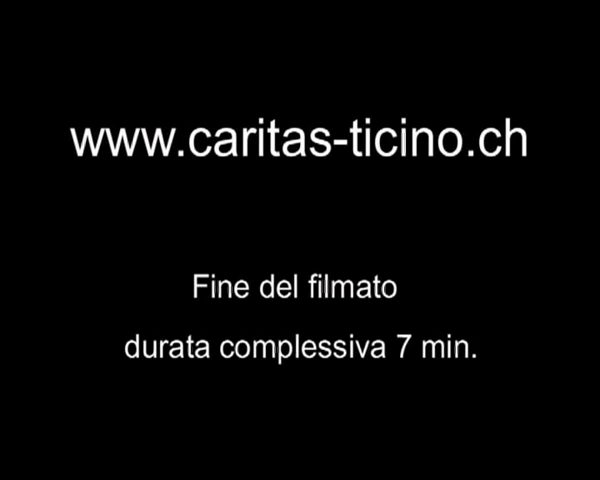 www.caritas-ticino.ch
Fine del filmato
durata complessiva 7 min.